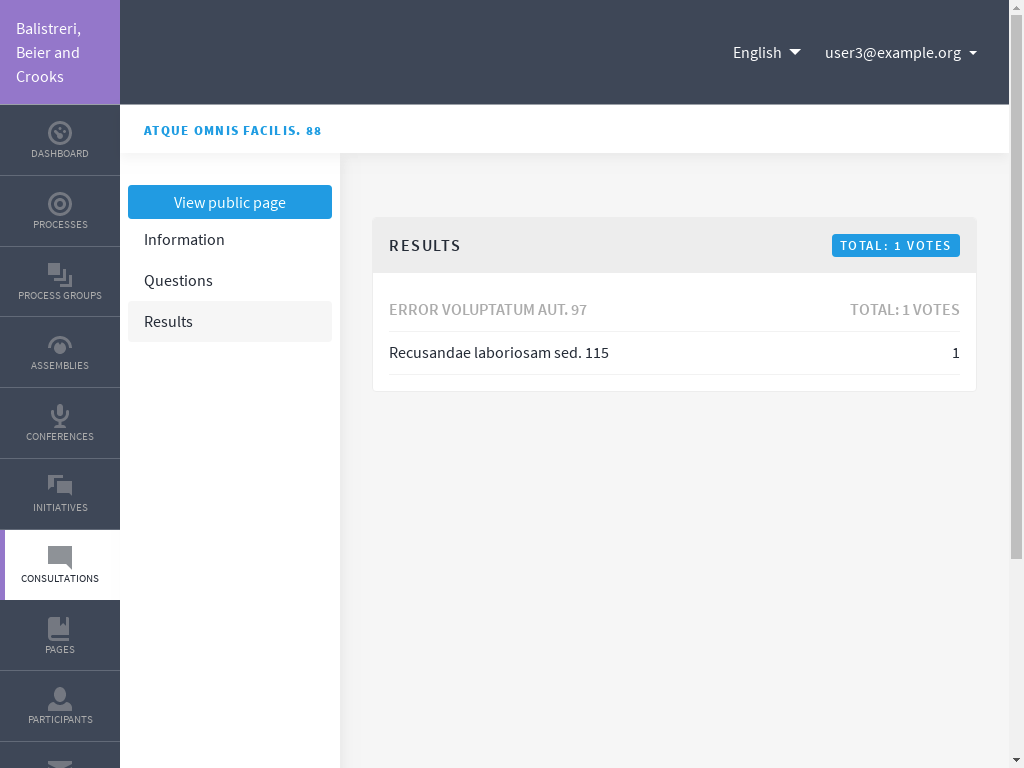 Balistreri,
Beier and
Crooks
English
user3@example.org
DASHBOARD
PROCESSES
PROCESS GROUPS
ASSEMBLIES
CONFERENCES
INITIATIVES
CONSULTATIONS
PAGES
PARTICIPANTS
ATQUE OMNIS FACILIS. 88
View public page
Information
Questions
Results
RESULTS
TOTAL: 1 VOTES
ERROR VOLUPTATUM AUT. 97
TOTAL: 1 VOTES
Recusandae laboriosam sed. 115
1